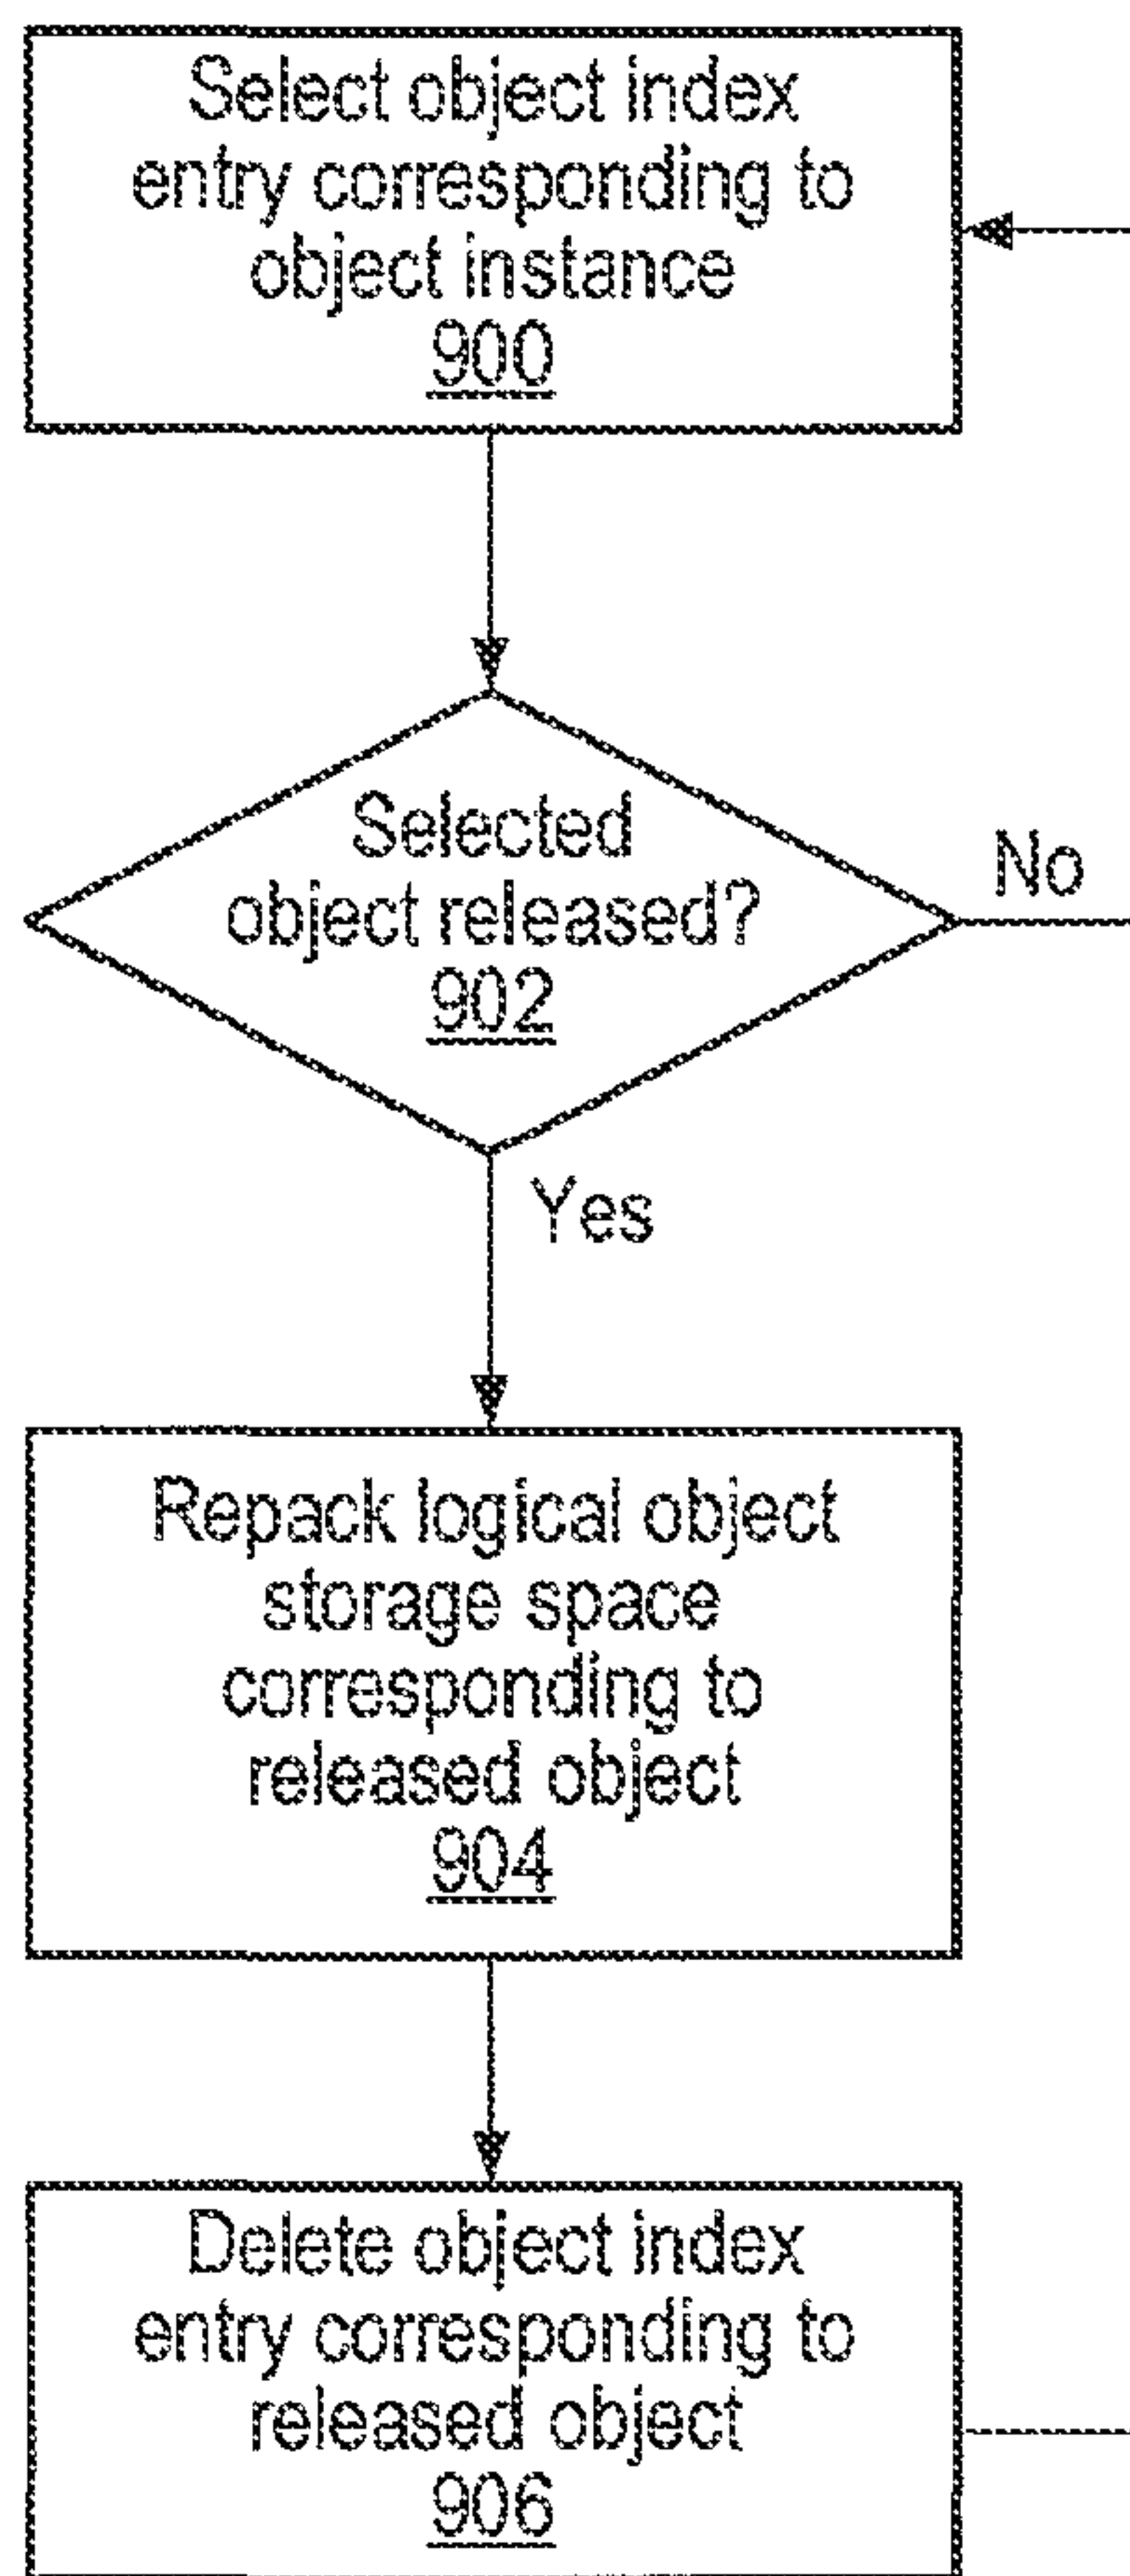 Select object index
entry corresponding to
object instance
900
Selected
object released?
902
No
Yes
Repack logical object
storage space
corresponding to
released object
904
Delete object index
entry corresponding to
released object
906